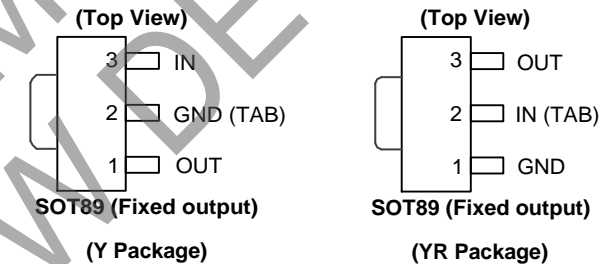 (Top View)
3 IN
2 GND (TAB)
1 OUT
SOT89 (Fixed output)
(Y Package)
(Top View)
3 OUT
2 IN (TAB)
1 GND
SOT89 (Fixed output)
(YR Package)